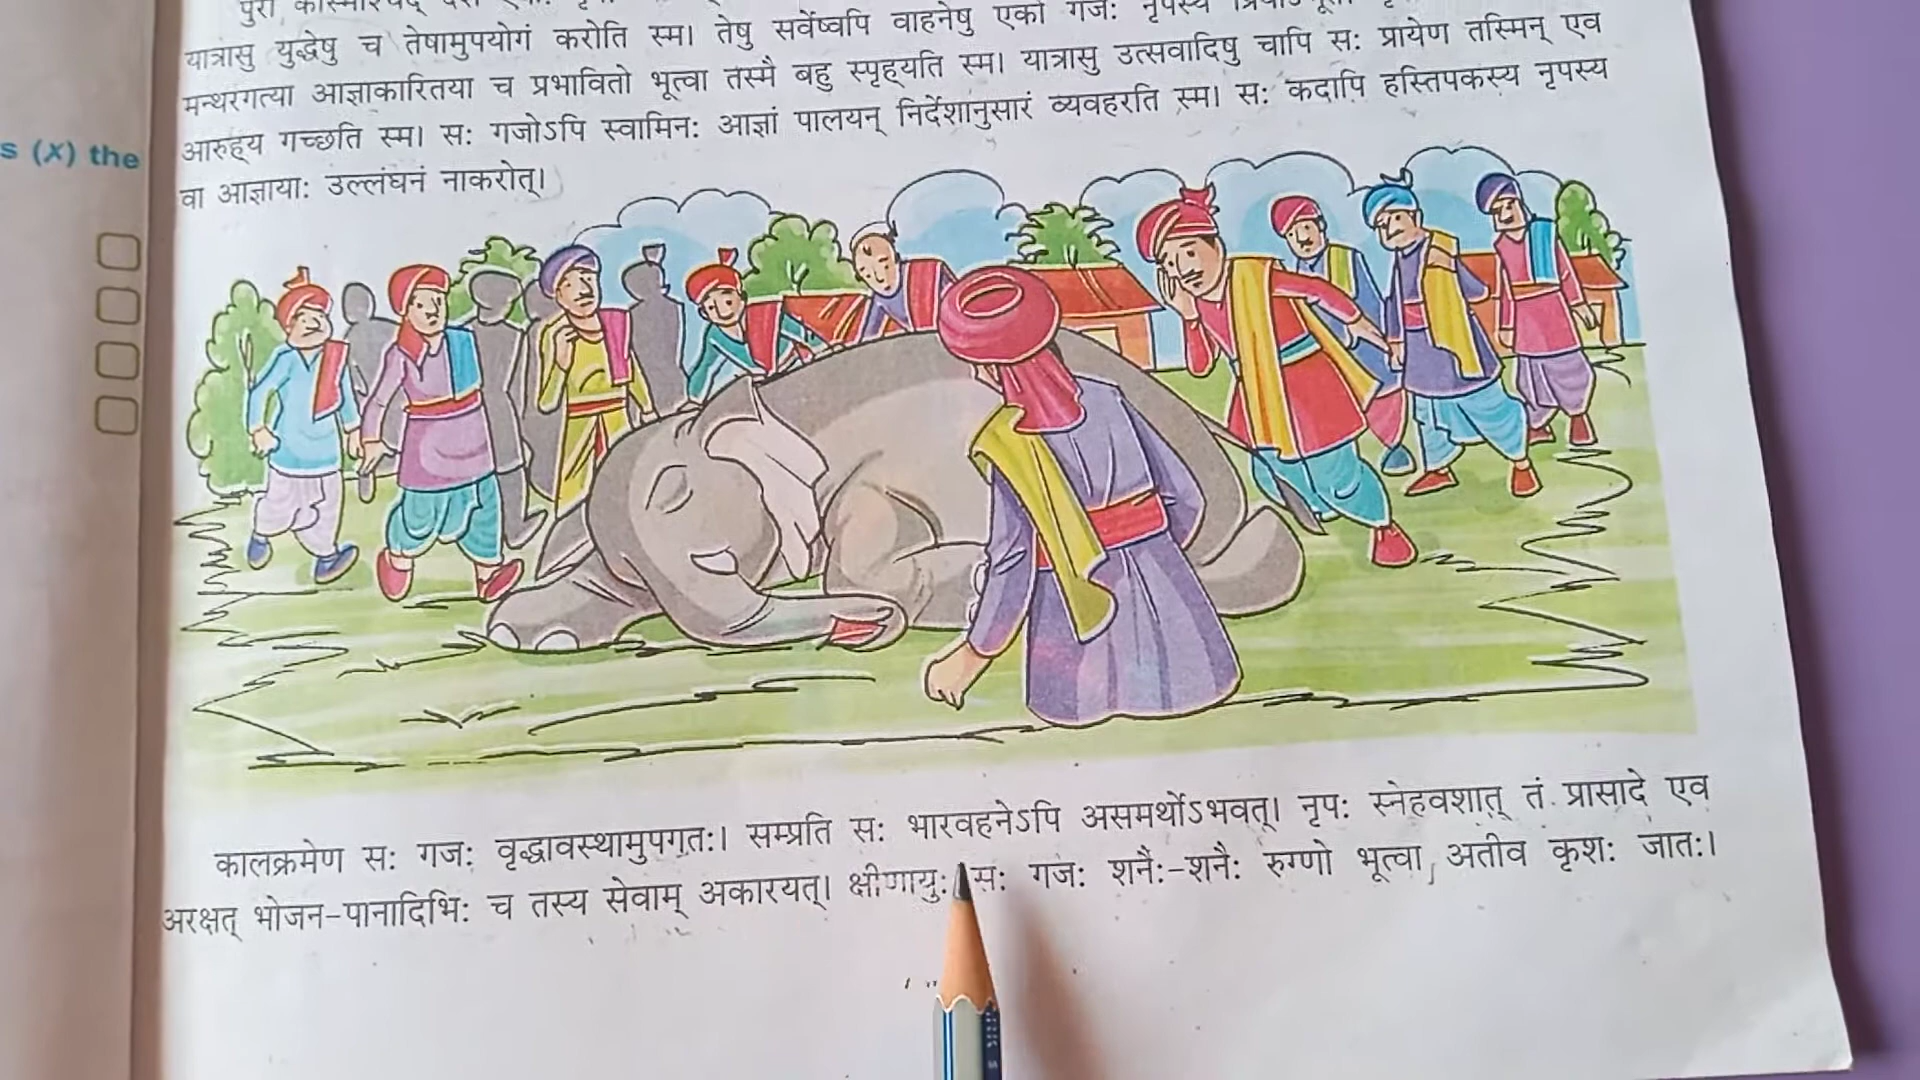 पुरा कस्मिंश्चिद् देशे एकः
यात्रासु युद्धेषु च तेषामुपयोगं करोति स्म। तेषु सर्वेष्वपि वाहनेषु एको गजः नृपस्य
मन्थरगत्या आज्ञाकारितया च प्रभावितो भूत्वा तस्मै बहु स्पृहयति स्म। यात्रासु उत्सवादिषु चापि सः प्रायेण तस्मिन् एव
आरुह्य गच्छति स्म। सः गजोऽपि स्वामिनः आज्ञां पालयन् निर्देशानुसारं व्यवहरति स्म। सः कदापि हस्तिपकस्य नृपस्य
वा आज्ञायाः उल्लंघनं नाकरोत्।
s (x) the
कालक्रमेण सः गजः वृद्धावस्थामुपगतः। सम्प्रति सः भारवहनेऽपि असमर्थोऽभवत्। नृपः स्नेहवशात् तं प्रासादे एव
अरक्षत् भोजन-पानादिभिः च तस्य सेवाम् अकारयत्। क्षीणायुः सः गजः शनैः-शनैः रुग्णो भूत्वा अतीव कृशः जातः।